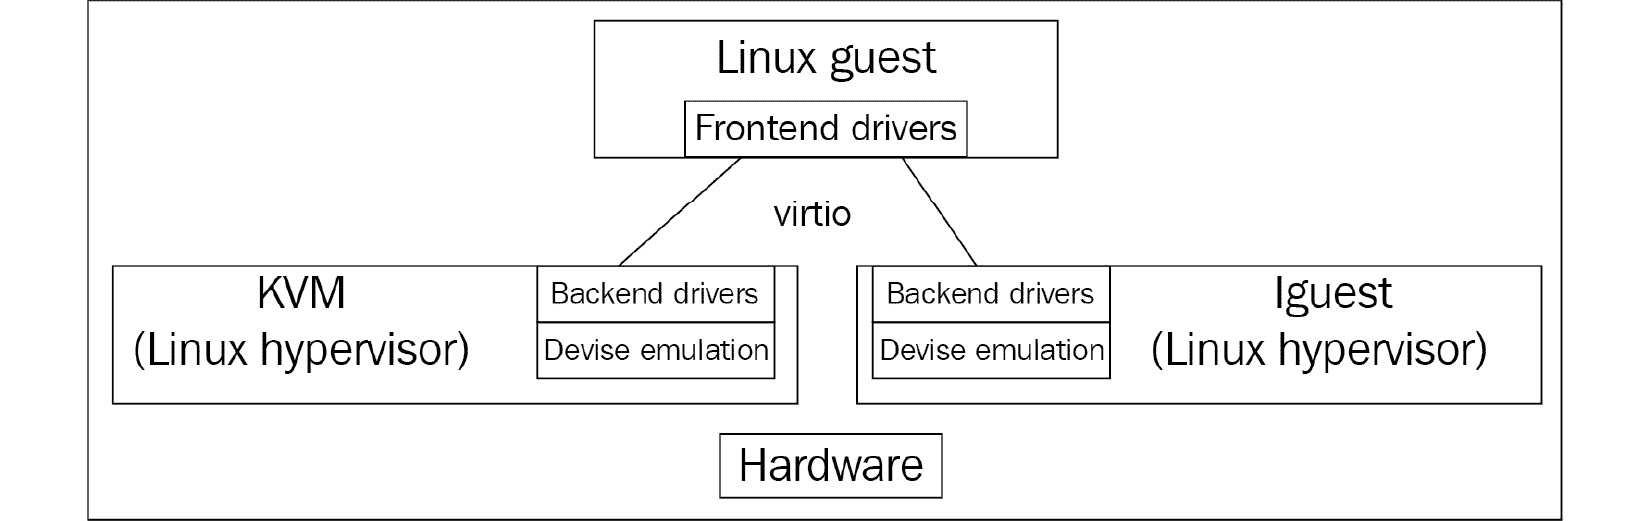 Linux guest
Frontend drivers
virtio
KVM
(Linux hypervisor)
Backend drivers
Devise emulation
Backend drivers
Devise emulation
Iguest
(Linux hypervisor)
Hardware